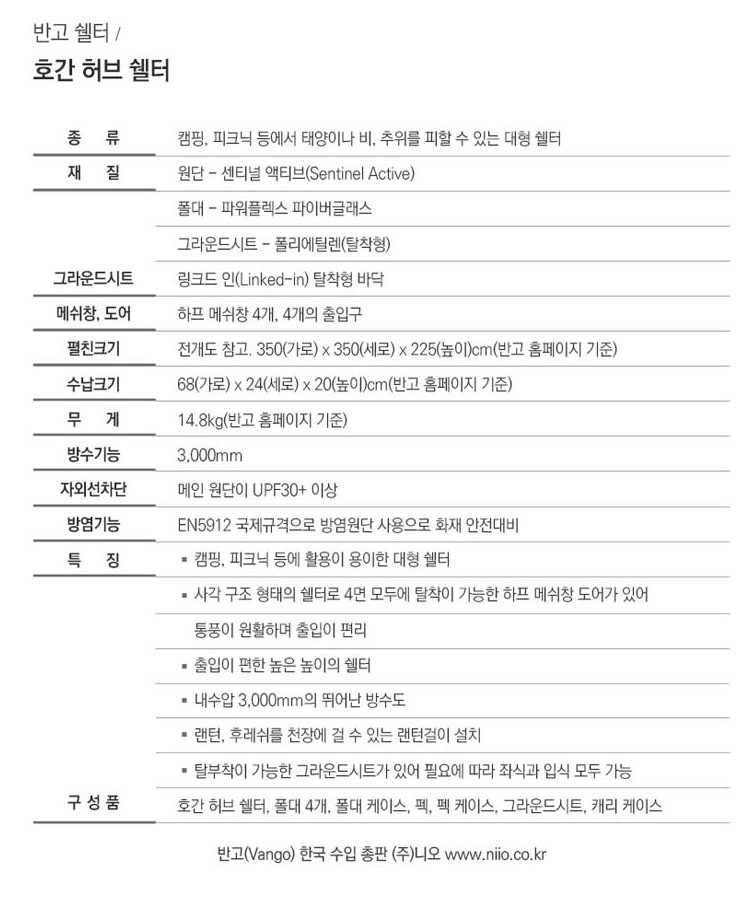 반고 쉘터 /
호간 허브 쉘터
종 류 캠핑, 피크닉 등에서 태양이나 비, 추위를 피할 수 있는 대형 쉘터
재 질 원단 - 센티널 액티브(Sentinel Active)
폴대 - 파워플렉스 파이버글래스
그라운드시트 - 폴리에틸렌(탈착형)
그라운드시트 링크드 인(Linked-in) 탈착형 바닥
메쉬창, 도어 하프 메쉬창 4개, 4개의 출입구
펼친크기 전개도 참고. 350(가로) x 350(세로) x 225(높이)cm(반고 홈페이지 기준)
수납크기 68(가로) x 24(세로) x 20(높이)cm(반고 홈페이지 기준)
무 게 14.8kg(반고 홈페이지 기준)
방수기능 3,000mm
자외선차단 메인 원단이 UPF30+ 이상
방염기능 EN5912 국제규격으로 방염원단 사용으로 화재 안전대비
특 징 ▪ 캠핑, 피크닉 등에 활용이 용이한 대형 쉘터
▪ 사각 구조 형태의 쉘터로 4면 모두에 탈착이 가능한 하프 메쉬창 도어가 있어
통풍이 원활하며 출입이 편리
▪ 출입이 편한 높은 높이의 쉘터
▪ 내수압 3,000mm의 뛰어난 방수도
▪ 랜턴, 후레쉬를 천장에 걸 수 있는 랜턴걸이 설치
▪ 탈부착이 가능한 그라운드시트가 있어 필요에 따라 좌식과 입식 모두 가능
구 성 품 호간 허브 쉘터, 폴대 4개, 폴대 케이스, 펙, 펙 케이스, 그라운드시트, 캐리 케이스
반고(Vango) 한국 수입 총판 (주)니오 www.niio.co.kr